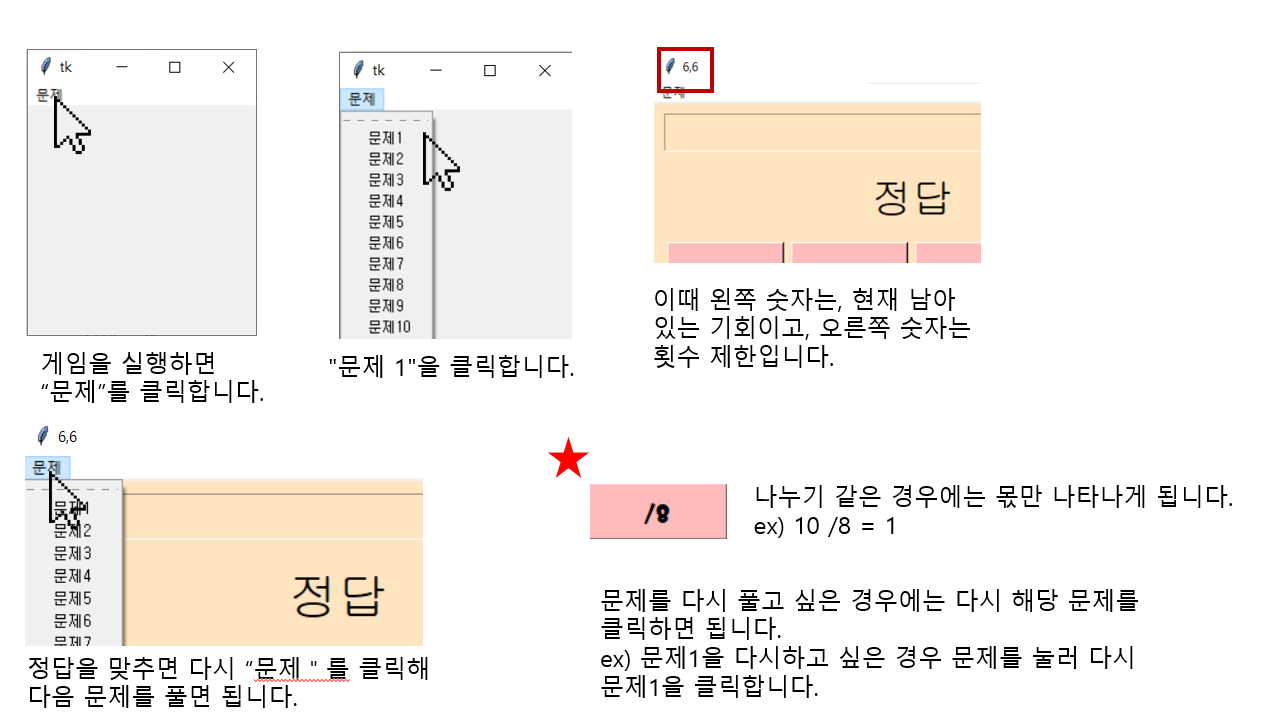 tk
문제
게임을 실행하면
“문제”를 클릭합니다.
tk
문제
문제1
문제2
문제3
문제4
문제5
문제6
문제7
문제8
문제9
문제10
"문제 1"을 클릭합니다.
6,6
문제
정답
이때 왼쪽 숫자는, 현재 남아
있는 기회이고, 오른쪽 숫자는
횟수 제한입니다.
6,6
문제
문제1
문제2
문제3
문제4
문제5
문제6
문제7
정답
정답을 맞추면 다시 “문제 " 를 클릭해
다음 문제를 풀면 됩니다.
/8
나누기 같은 경우에는 몫만 나타나게 됩니다.
ex) 10 /8 = 1
문제를 다시 풀고 싶은 경우에는 다시 해당 문제를
클릭하면 됩니다.
ex) 문제1을 다시하고 싶은 경우 문제를 눌러 다시
문제1을 클릭합니다.